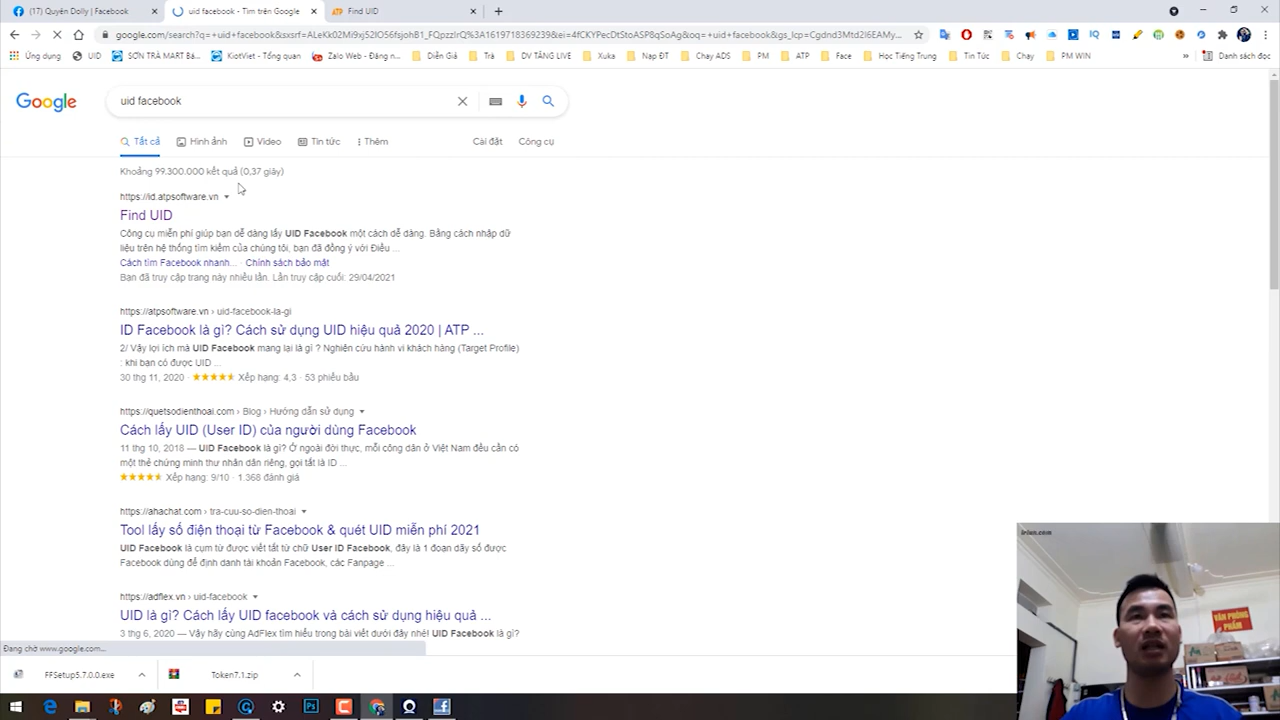 (17) Quyên Dolly | Facebook
uid facebook - Tìm trên Google
Find UID
google.com/search?q=+uid+facebook&sxsrf=ALeKk02Mi9xj52IO56fsjohB1_FQpzzIrQ%3A1619718369239&ei=4fCKYPecDtStoASP8qSoAg&oq=+uid+facebook&gs_lcp=Cgdnd3Mtd2l6EAMy...
Ứng dụng
UID
SƠN TRÀ MART Bá...
KiotViet - Tổng quan
Zalo Web - Đăng n...
Diễn Giả
Trà
DV TĂNG LIVE
Xuka
Nạp ĐT
Chạy ADS
PM
ATP
Face
Học Tiếng Trung
Tin Tức
Chay
PM WIN
»
Danh sách đọc
Google
uid facebook
Tất cả
Hình ảnh
Video
Tin tức
Thêm
Cài đặt
Công cụ
Khoảng 99.300.000 kết quả (0,37 giây)
https://id.atpsoftware.vn
Find UID
Công cụ miễn phí giúp bạn dễ dàng lấy UID Facebook một cách dễ dàng. Bằng cách nhập dữ
liệu trên hệ thống tìm kiếm của chúng tôi, bạn đã đồng ý với Điều ...
Cách tìm Facebook nhanh... · Chính sách bảo mật
Bạn đã truy cập trang này nhiều lần. Lần truy cập cuối: 29/04/2021
https://atpsoftware.vn › uid-facebook-la-gi
ID Facebook là gì? Cách sử dụng UID hiệu quả 2020 | ATP ...
2/ Vậy lợi ích mà UID Facebook mang lại là gì ? Nghiên cứu hành vi khách hàng (Target Profile)
: khi bạn có được UID ...
30 thg 11, 2020 · Xếp hạng: 4,3 · 53 phiếu bầu
https://quetsodienthoai.com › Blog › Hướng dẫn sử dụng
Cách lấy UID (User ID) của người dùng Facebook
11 thg 10, 2018 — UID Facebook là gì? Ở ngoài đời thực, mỗi công dân ở Việt Nam đều cần có
một thẻ chứng minh thư nhân dân riêng, gọi tắt là ID ...
Xếp hạng: 9/10 · 1.368 đánh giá
https://ahachat.com › tra-cuu-so-dien-thoai
Tool lấy số điện thoại từ Facebook & quét UID miễn phí 2021
UID Facebook là cụm từ được viết tắt từ chữ User ID Facebook, đây là 1 đoạn dãy số được
Facebook dùng để định danh tài khoản Facebook, các Fanpage ...
https://adflex.vn › uid-facebook
UID là gì? Cách lấy UID facebook và cách sử dụng hiệu quả ...
3 thg 6, 2020 — Vậy hãy cùng AdFlex tìm hiểu trong bài viết dưới đây nhé! UID Facebook là gì?
Đang chờ www.google.com...
FFSetup5.7.0.0.exe
Token7.1.zip
VĂN PHÒNG
PHẨM